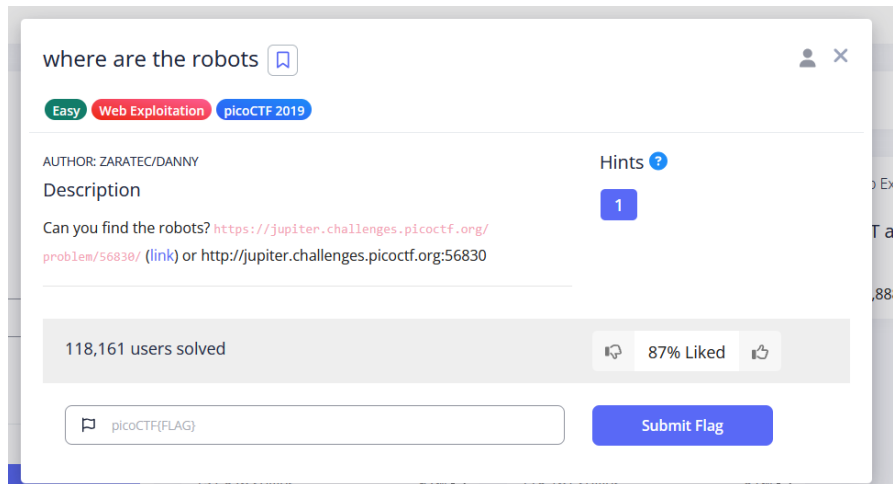 where are the robots
Easy Web Exploitation picoCTF 2019
AUTHOR: ZARATEC/DANNY
Description
Can you find the robots? https://jupiter.challenges.picoctf.org/
problem/56830/ (link) or http://jupiter.challenges.picoctf.org:56830
Hints ?
1
118,161 users solved
87% Liked
picoCTF{FLAG}
Submit Flag